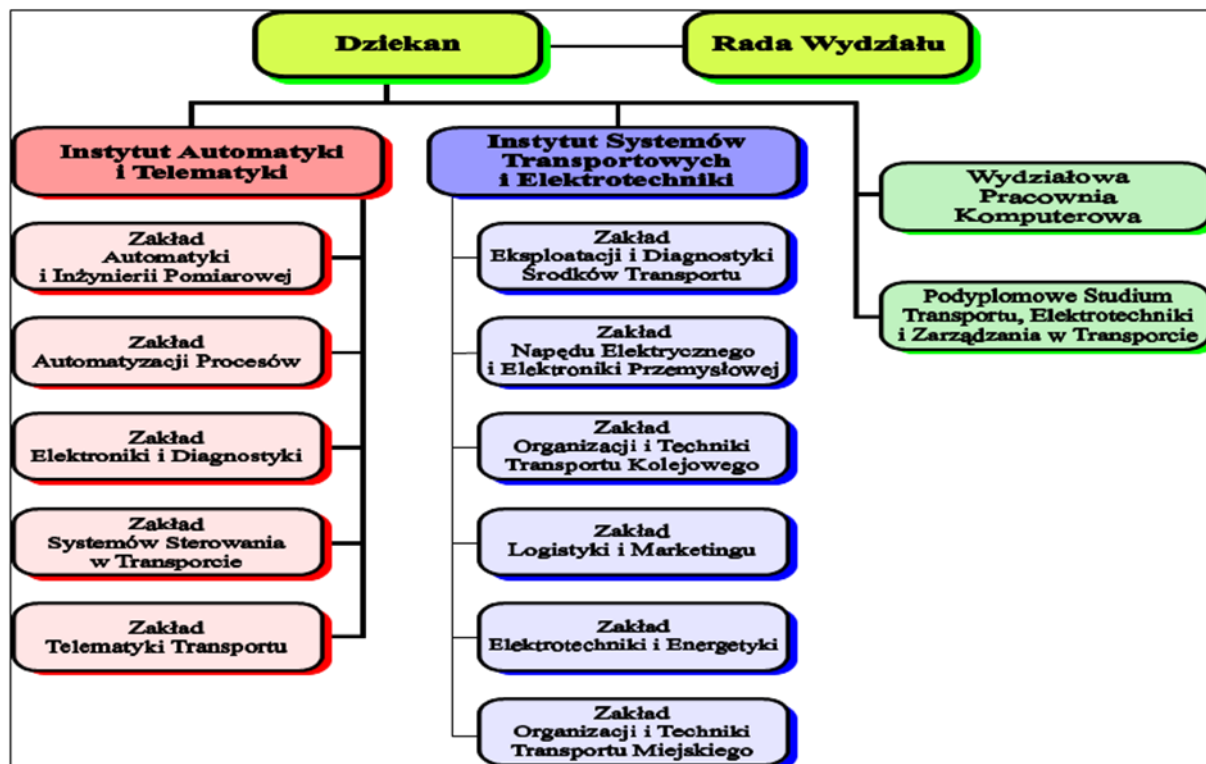 Dziekan
Rada Wydziału
Instytut Automatyki
i Telematyki
Zakład
Automatyki
i Inżynierii Pomiarowej
Zakład
Automatyzacji Procesów
Zakład
Elektroniki i Diagnostyki
Zakład
Systemów Sterowania
w Transporcie
Zakład
Telematyki Transportu
Instytut Systemów
Transportowych
i Elektrotechniki
Zakład
Eksploatacji i Diagnostyki
Środków Transportu
Zakład
Napędu Elektrycznego
i Elektroniki Przemysłowej
Zakład
Organizacji i Techniki
Transportu Kolejowego
Zakład
Logistyki i Marketingu
Zakład
Elektrotechniki i Energetyki
Zakład
Organizacji i Techniki
Transportu Miejskiego
Wydziałowa
Pracownia
Komputerowa
Podyplomowe Studium
Transportu, Elektrotechniki
i Zarządzania w Transporcie